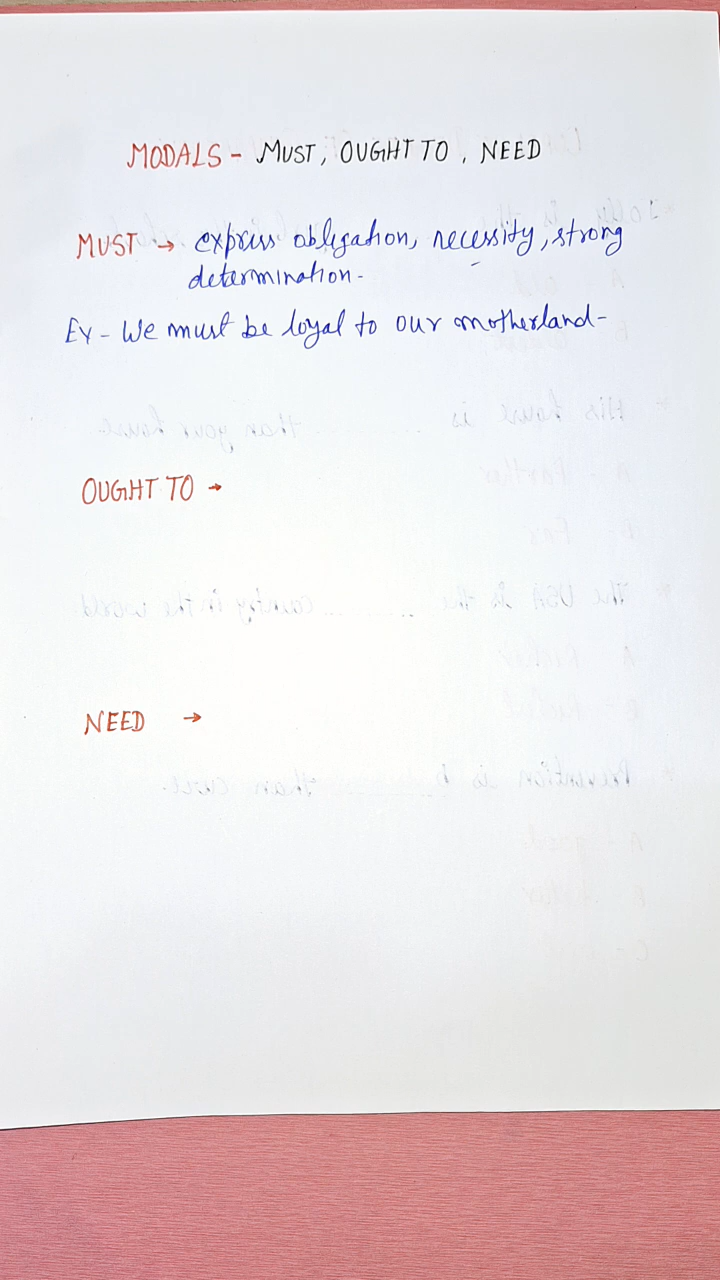 MODALS - MUST, OUGHT TO, NEED
MUST → express obligation, necessity, strong
determination.
Ex - We must be loyal to our motherland-
OUGHT TO →
NEED →